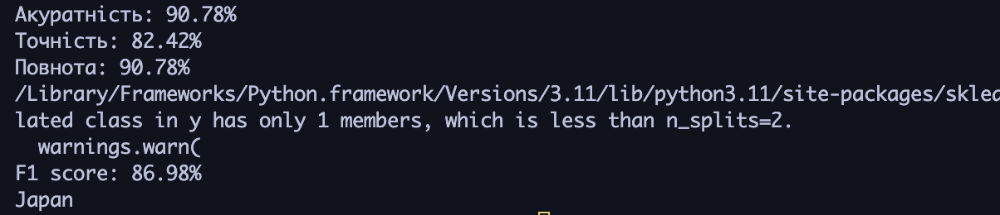 Акуратність: 90.78%
Точність: 82.42%
Повнота: 90.78%
/Library/Frameworks/Python.framework/Versions/3.11/lib/python3.11/site-packages/sklea
lated class in y has only 1 members, which is less than n_splits=2.
warnings.warn(
F1 score: 86.98%
Japan